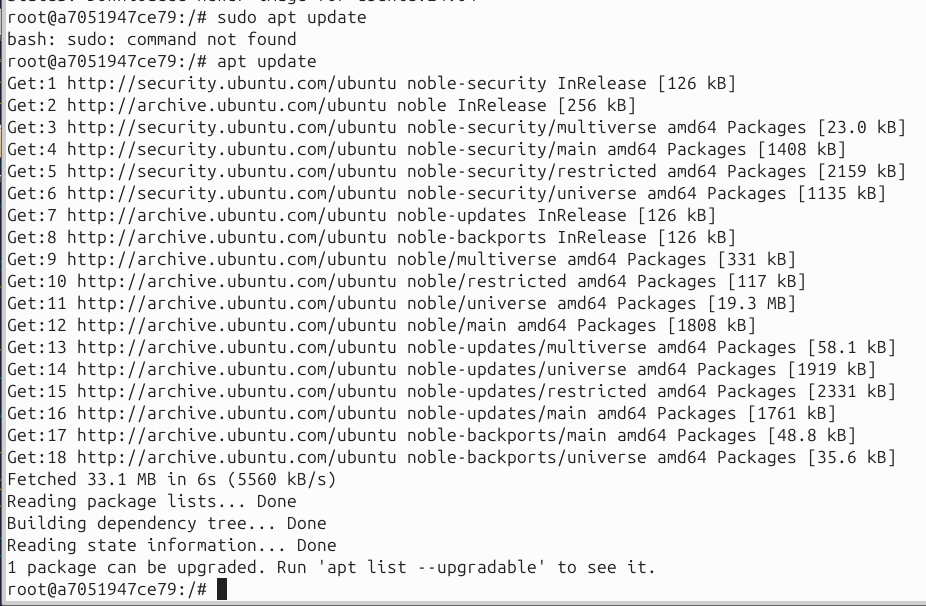 root@a7051947ce79:/# sudo apt update
bash: sudo: command not found
root@a7051947ce79:/# apt update
Get:1 http://security.ubuntu.com/ubuntu noble-security InRelease [126 kB]
Get:2 http://archive.ubuntu.com/ubuntu noble InRelease [256 kB]
Get:3 http://security.ubuntu.com/ubuntu noble-security/multiverse amd64 Packages [23.0 kB]
Get:4 http://security.ubuntu.com/ubuntu noble-security/main amd64 Packages [1408 kB]
Get:5 http://security.ubuntu.com/ubuntu noble-security/restricted amd64 Packages [2159 kB]
Get:6 http://security.ubuntu.com/ubuntu noble-security/universe amd64 Packages [1135 kB]
Get:7 http://archive.ubuntu.com/ubuntu noble-updates InRelease [126 kB]
Get:8 http://archive.ubuntu.com/ubuntu noble-backports InRelease [126 kB]
Get:9 http://archive.ubuntu.com/ubuntu noble/multiverse amd64 Packages [331 kB]
Get:10 http://archive.ubuntu.com/ubuntu noble/restricted amd64 Packages [117 kB]
Get:11 http://archive.ubuntu.com/ubuntu noble/universe amd64 Packages [19.3 MB]
Get:12 http://archive.ubuntu.com/ubuntu noble/main amd64 Packages [1808 kB]
Get:13 http://archive.ubuntu.com/ubuntu noble-updates/multiverse amd64 Packages [58.1 kB]
Get:14 http://archive.ubuntu.com/ubuntu noble-updates/universe amd64 Packages [1919 kB]
Get:15 http://archive.ubuntu.com/ubuntu noble-updates/restricted amd64 Packages [2331 kB]
Get:16 http://archive.ubuntu.com/ubuntu noble-updates/main amd64 Packages [1761 kB]
Get:17 http://archive.ubuntu.com/ubuntu noble-backports/main amd64 Packages [48.8 kB]
Get:18 http://archive.ubuntu.com/ubuntu noble-backports/universe amd64 Packages [35.6 kB]
Fetched 33.1 MB in 6s (5560 kB/s)
Reading package lists... Done
Building dependency tree... Done
Reading state information... Done
1 package can be upgraded. Run 'apt list --upgradable' to see it.
root@a7051947ce79:/#